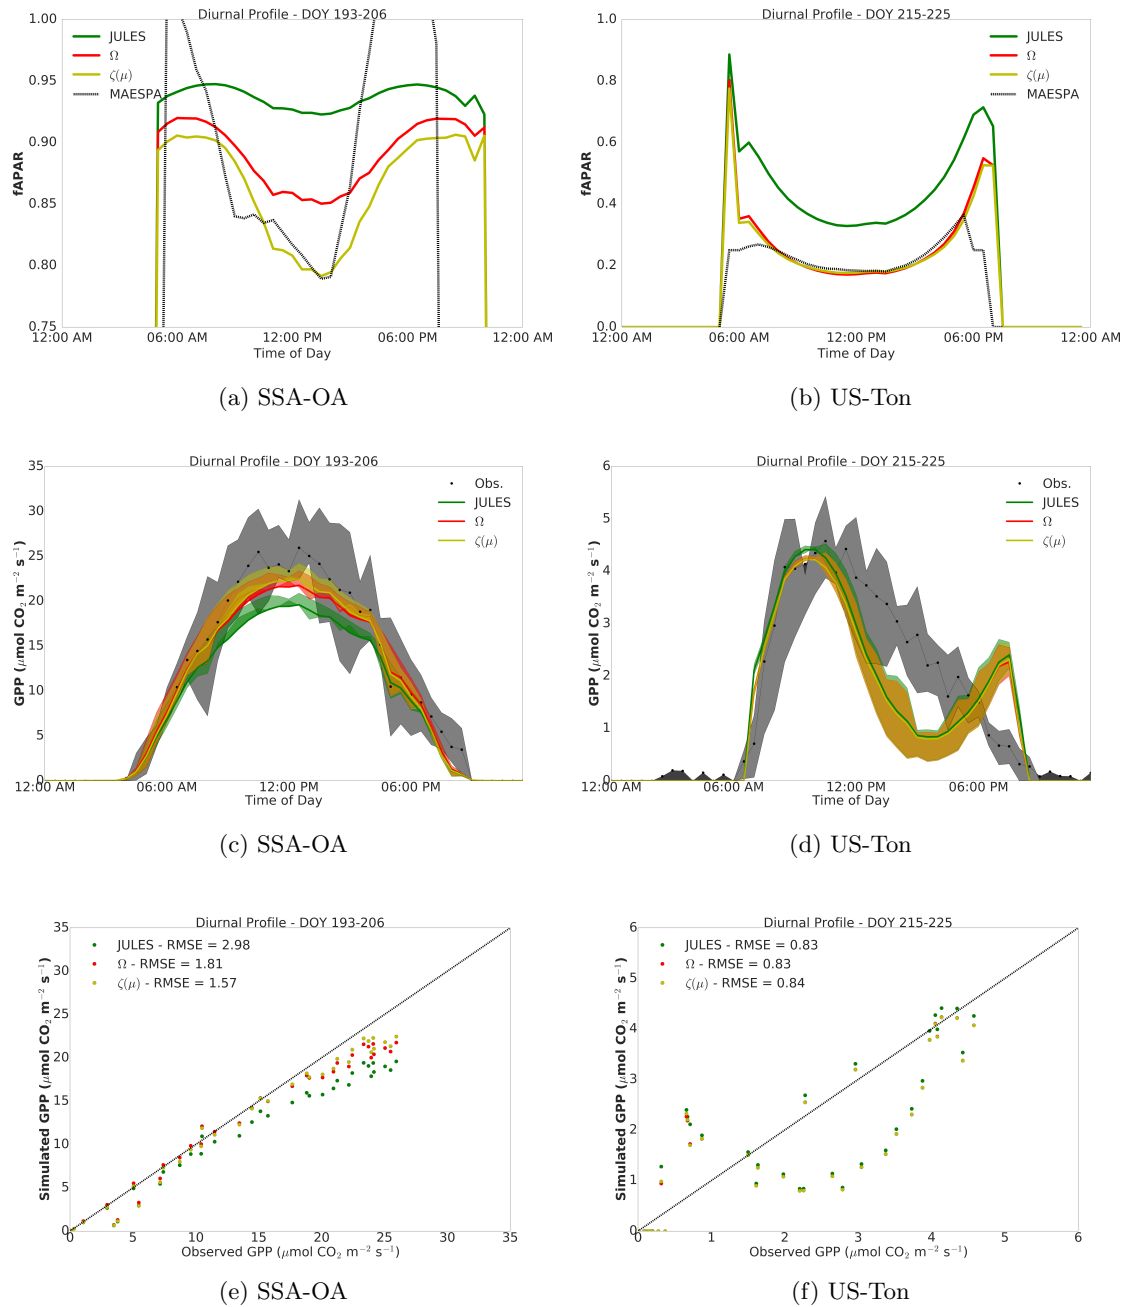 Diurnal Profile - DOY 193-206
1.00
0.95
0.90
0.85
0.80
0.75
fAPAR
JULES
Ω
ζ(μ)
MAESPA
12:00 AM 06:00 AM 12:00 PM 06:00 PM 12:00 AM
Time of Day
(a) SSA-OA
Diurnal Profile - DOY 215-225
1.0
0.8
0.6
0.4
0.2
0.0
fAPAR
JULES
Ω
ζ(μ)
MAESPA
12:00 AM 06:00 AM 12:00 PM 06:00 PM 12:00 AM
Time of Day
(b) US-Ton
Diurnal Profile - DOY 193-206
35
30
25
20
15
10
5
0
GPP (μmol CO₂ m⁻² s⁻¹)
Obs.
JULES
Ω
ζ(μ)
12:00 AM 06:00 AM 12:00 PM 06:00 PM
Time of Day
(c) SSA-OA
Diurnal Profile - DOY 215-225
6
5
4
3
2
1
0
GPP (μmol CO₂ m⁻² s⁻¹)
Obs.
JULES
Ω
ζ(μ)
12:00 AM 06:00 AM 12:00 PM 06:00 PM
Time of Day
(d) US-Ton
Diurnal Profile - DOY 193-206
35
30
25
20
15
10
5
0
Simulated GPP (μmol CO₂ m⁻² s⁻¹)
JULES - RMSE = 2.98
Ω - RMSE = 1.81
ζ(μ) - RMSE = 1.57
0 5 10 15 20 25 30 35
Observed GPP (μmol CO₂ m⁻² s⁻¹)
(e) SSA-OA
Diurnal Profile - DOY 215-225
6
5
4
3
2
1
0
Simulated GPP (μmol CO₂ m⁻² s⁻¹)
JULES - RMSE = 0.83
Ω - RMSE = 0.83
ζ(μ) - RMSE = 0.84
0 1 2 3 4 5 6
Observed GPP (μmol CO₂ m⁻² s⁻¹)
(f) US-Ton